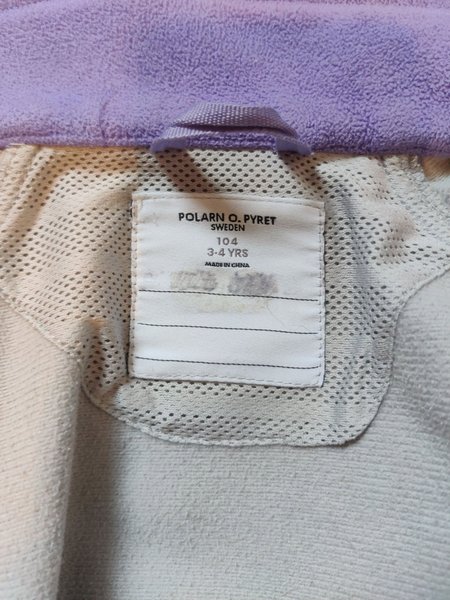 POLARN O. PYRET
SWEDEN
104
3-4 YRS
MADE IN CHINA